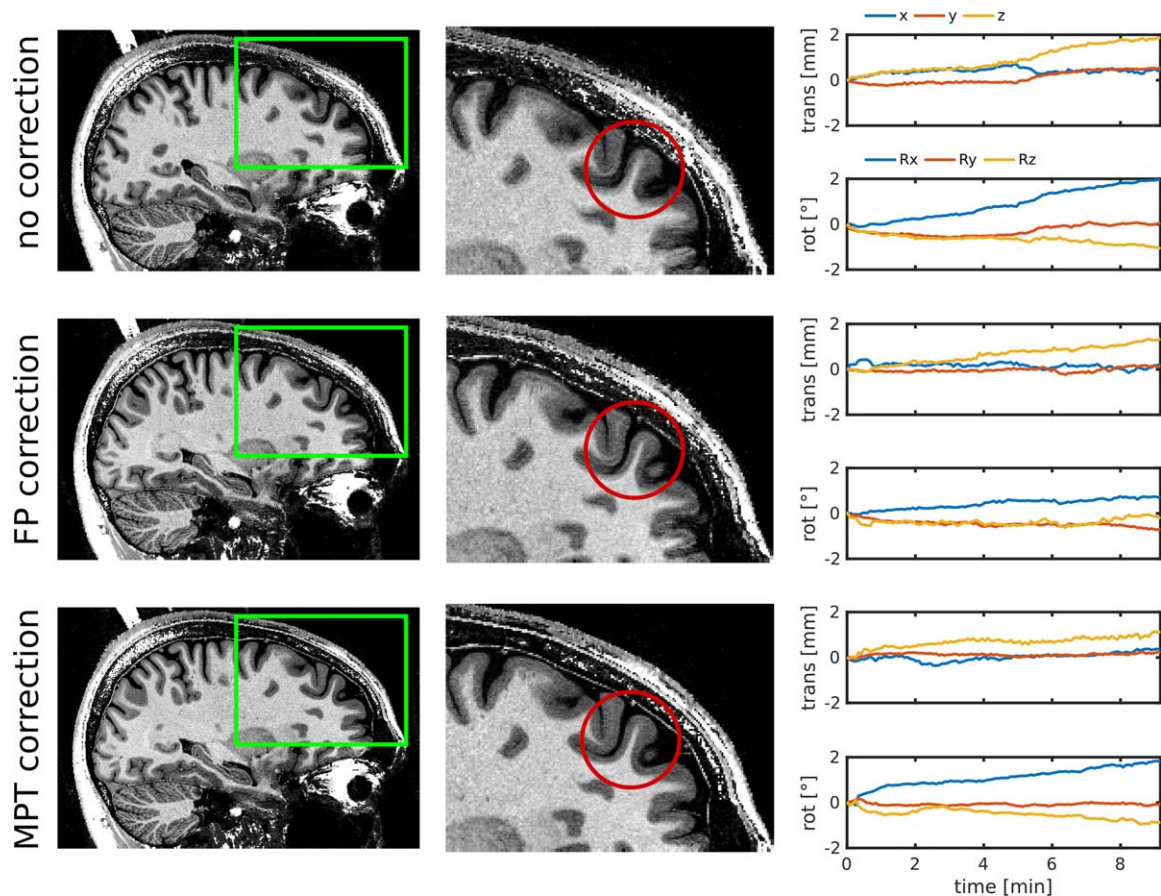 no correction
x y z
trans [mm]
2
0
-2
Rx Ry Rz
rot [°]
2
0
-2
FP correction
trans [mm]
2
0
-2
rot [°]
2
0
-2
MPT correction
trans [mm]
2
0
-2
rot [°]
2
0
-2
0 2 4 6 8
time [min]